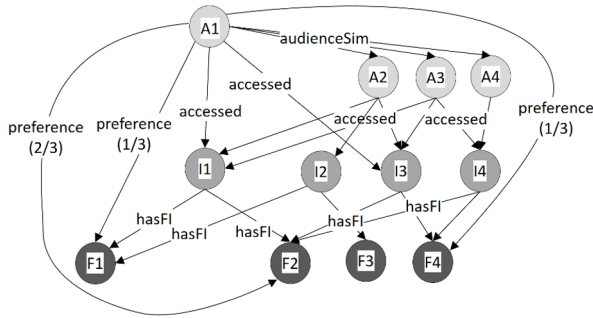 A1
audienceSim
A2
A3
A4
accessed
accessed
accessed
accessed
preference
(2/3)
preference
(1/3)
preference
(1/3)
I1
I2
I3
I4
hasFI
hasFI
hasFI
hasFI
hasFI
F1
F2
F3
F4